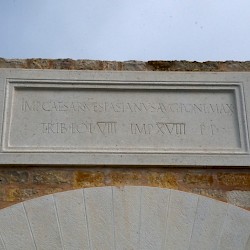 IMP CAESAR VESPASIANVS AVG PONT MAX
TRIB POT VIII IMP XVIII P P